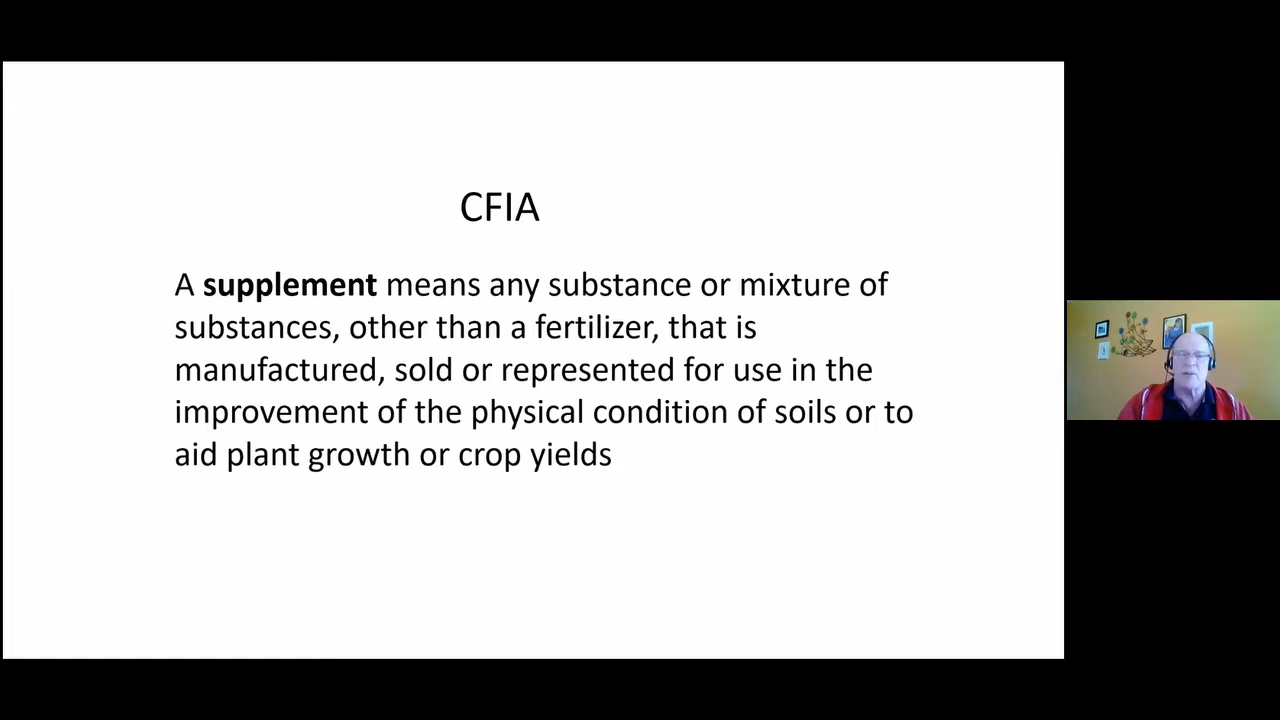 CFIA
A supplement means any substance or mixture of
substances, other than a fertilizer, that is
manufactured, sold or represented for use in the
improvement of the physical condition of soils or to
aid plant growth or crop yields